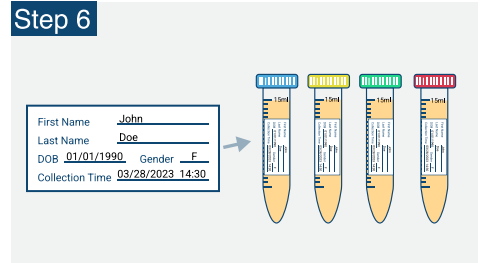 Step 6
First Name John
Last Name Doe
DOB 01/01/1990 Gender F
Collection Time 03/28/2023 14:30
15ml 15ml 15ml 15ml